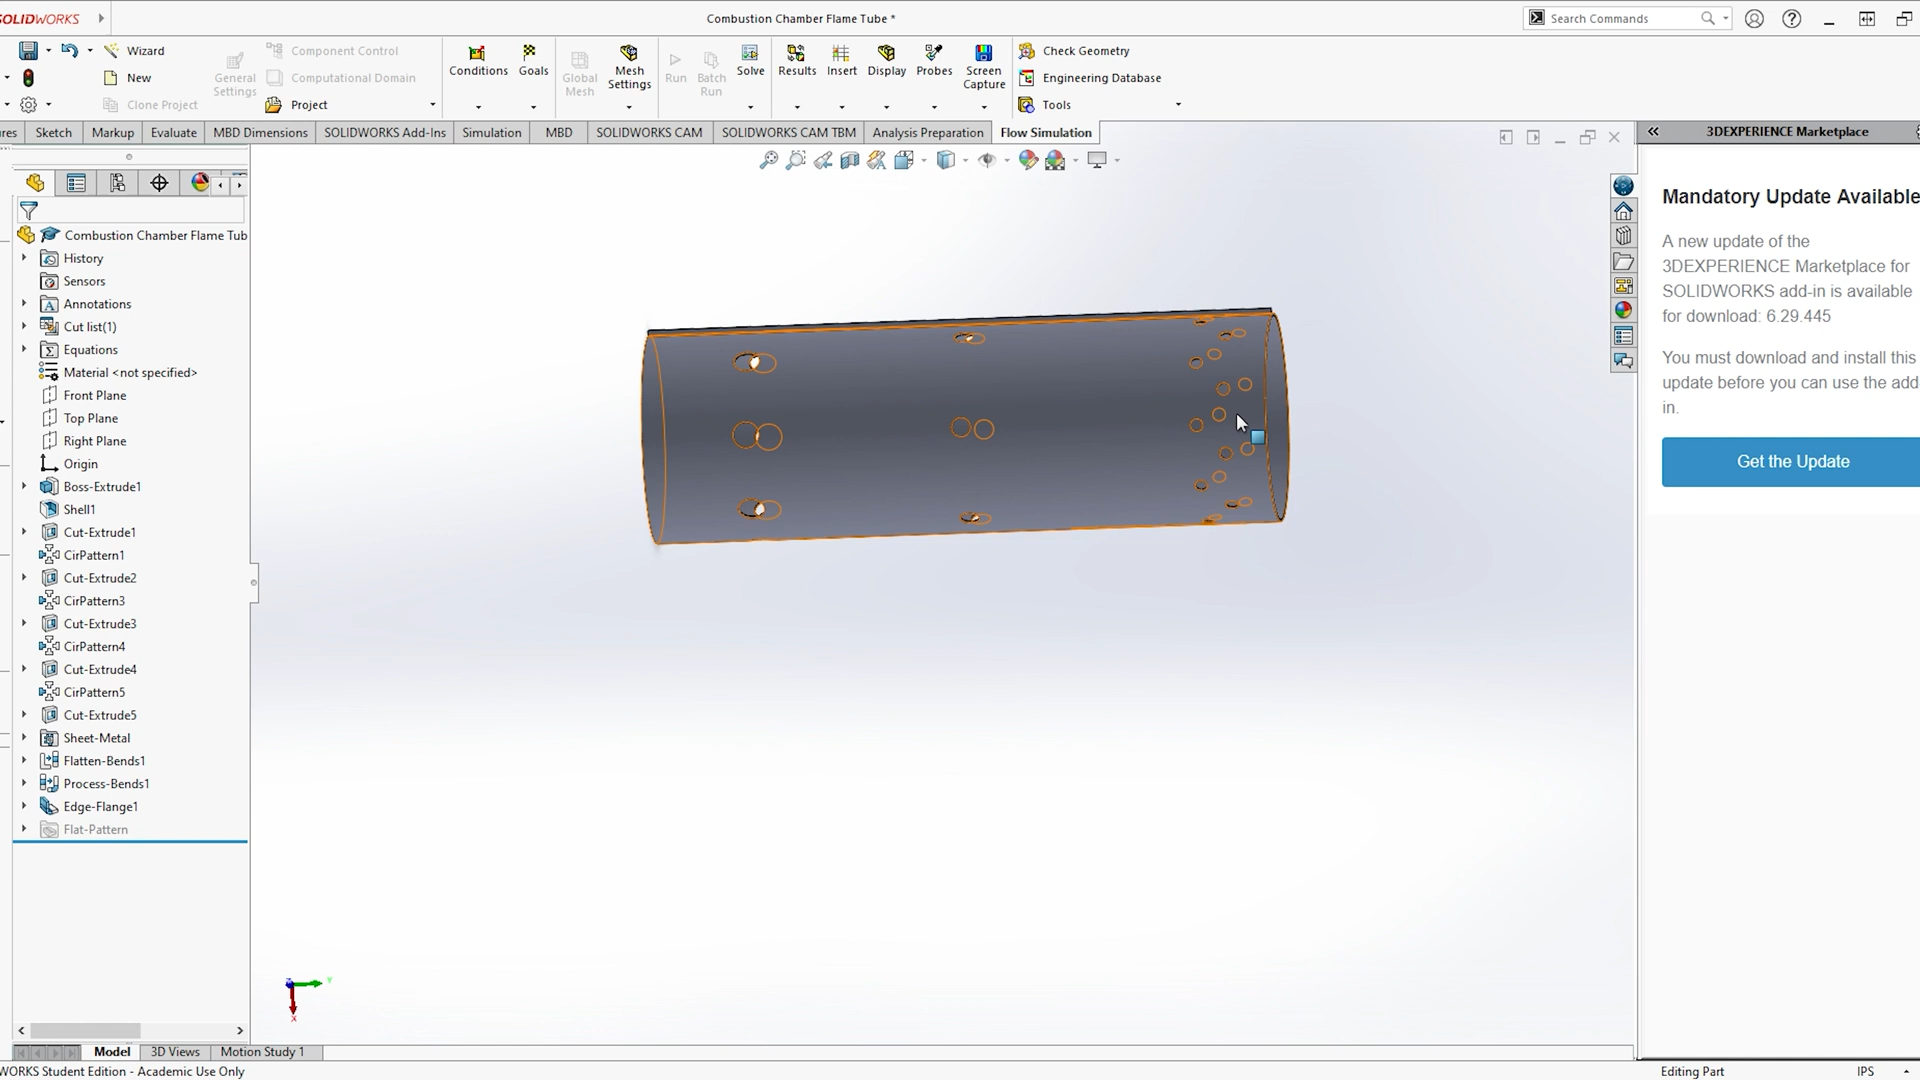 SOLIDWORKS
Combustion Chamber Flame Tube *
Search Commands
Wizard
New
Clone Project
General Settings
Component Control
Computational Domain
Project
Conditions
Goals
Global Mesh
Mesh Settings
Run
Batch Run
Solve
Results
Insert
Display
Probes
Screen Capture
Check Geometry
Engineering Database
Tools
res
Sketch
Markup
Evaluate
MBD Dimensions
SOLIDWORKS Add-Ins
Simulation
MBD
SOLIDWORKS CAM
SOLIDWORKS CAM TBM
Analysis Preparation
Flow Simulation
3DEXPERIENCE Marketplace
Combustion Chamber Flame Tub
History
Sensors
Annotations
Cut list(1)
Equations
Material <not specified>
Front Plane
Top Plane
Right Plane
Origin
Boss-Extrude1
Shell1
Cut-Extrude1
CirPattern1
Cut-Extrude2
CirPattern3
Cut-Extrude3
CirPattern4
Cut-Extrude4
CirPattern5
Cut-Extrude5
Sheet-Metal
Flatten-Bends1
Process-Bends1
Edge-Flange1
Flat-Pattern
Mandatory Update Available
A new update of the
3DEXPERIENCE Marketplace for
SOLIDWORKS add-in is available
for download: 6.29.445
You must download and install this
update before you can use the add-
in.
Get the Update
Y
X
Model
3D Views
Motion Study 1
WORKS Student Edition - Academic Use Only
Editing Part
IPS